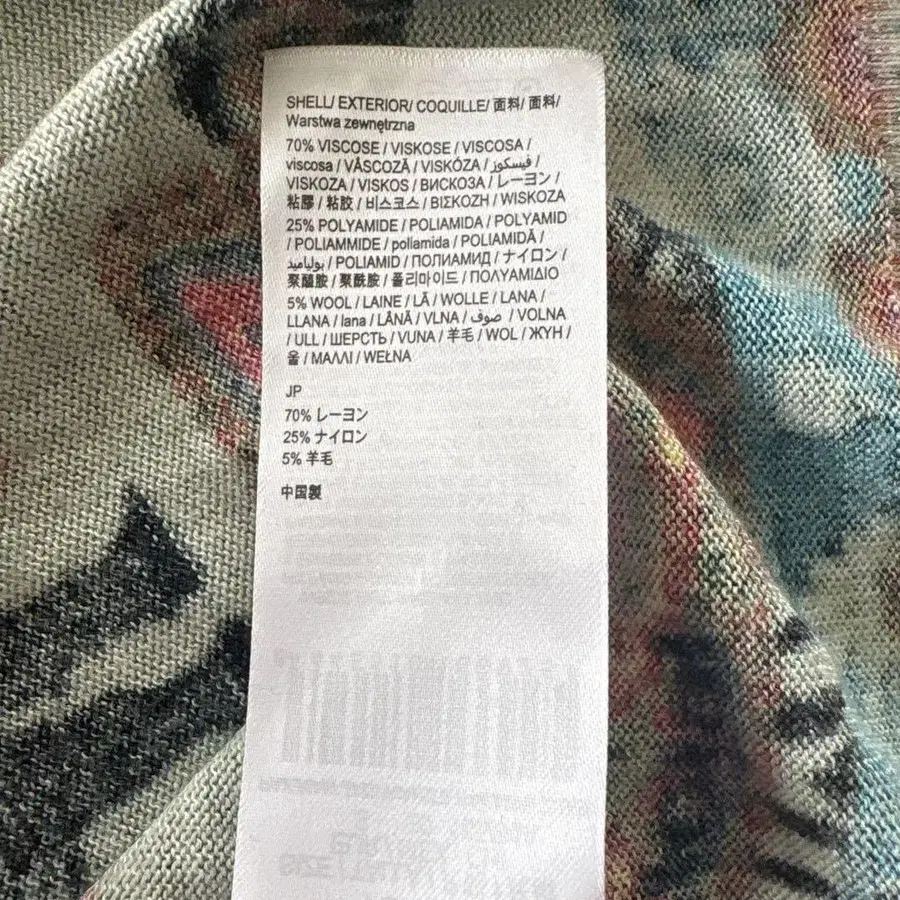 SHELL/ EXTERIOR/ COQUILLE/ 面料/ 面料/
Warstwa zewnętrzna
70% VISCOSE / VISKOSE / VISCOSA /
viscosa / VÂSCOZĂ / VISKÓZA / فيسكوز /
VISKOZA / VISKOS / ВИСКОЗА / レーヨン /
粘膠 / 粘胶 / 비스코스 / ΒΙΣΚΟΖΗ / WISKOZA
25% POLYAMIDE / POLIAMIDA / POLYAMID
/ POLIAMMIDE / poliamida / POLIAMIDĂ /
بولياميد / POLIAMID / ПОЛИАМИД / ナイロン /
聚醯胺 / 聚酰胺 / 폴리마이드 / ΠΟΛΥΑΜΙΔΙΟ
5% WOOL / LAINE / LÃ / WOLLE / LANA /
LLANA / lana / LÂNĂ / VLNA / صوف / VOLNA
/ ULL / ШЕРСТЬ / VUNA / 羊毛 / WOL / ЖҮН /
울 / ΜΑΛΛΙ / WEŁNA
JP
70% レーヨン
25% ナイロン
5% 羊毛
中国製